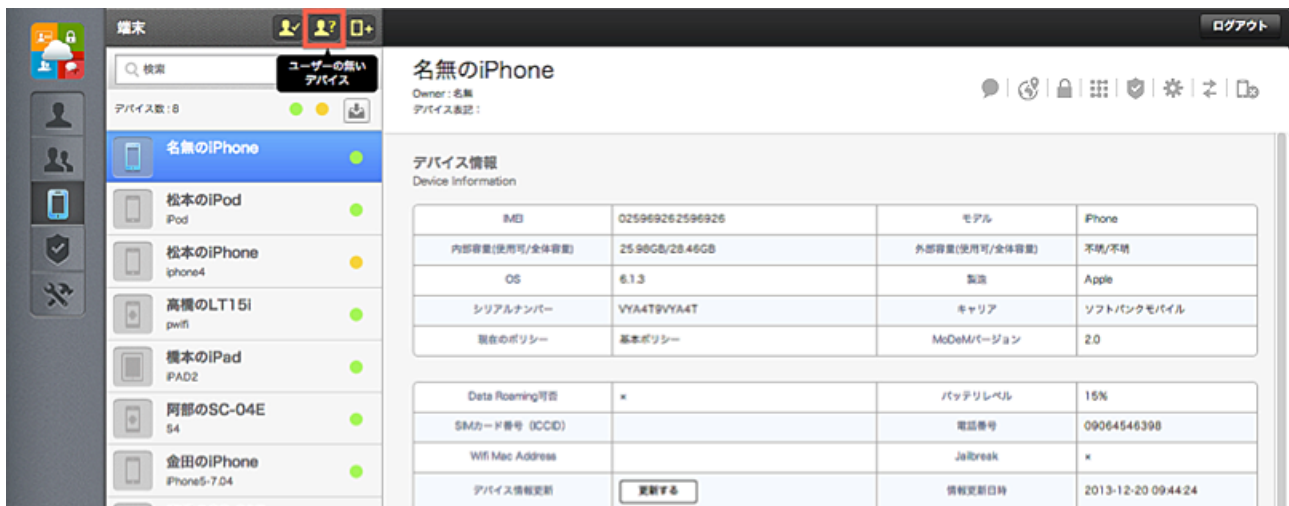 端末
ログアウト
ユーザーの無い
デバイス
検索
デバイス数:8
名無のiPhone
松本のiPod
iPod
松本のiPhone
iphone4
高橋のLT15i
pwifi
橋本のiPad
iPAD2
阿部のSC-04E
S4
金田のiPhone
iPhone5-7.04
名無のiPhone
Owner : 名無
デバイス表記 :
デバイス情報
Device Information
IMEI 025969262596926 モデル iPhone
内部容量(使用可/全体容量) 25.98GB/28.46GB 外部容量(使用可/全体容量) 不明/不明
OS 6.1.3 製造 Apple
シリアルナンバー VYA4T9VYA4T キャリア ソフトバンクモバイル
現在のポリシー 基本ポリシー MoDeMバージョン 2.0
Data Roaming可否 × バッテリレベル 15%
SIMカード番号 (ICCID) 電話番号 09064546398
Wifi Mac Address Jailbreak ×
デバイス情報更新 更新する 情報更新日時 2013-12-20 09:44:24